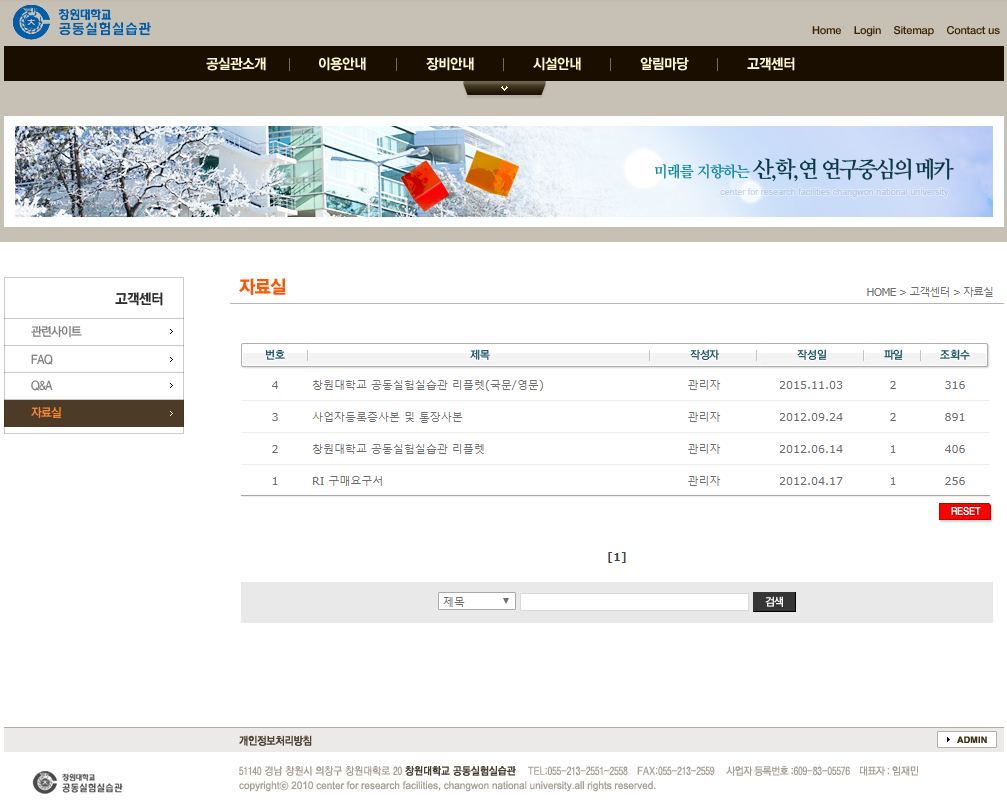 창원대학교
공동실험실습관
Home Login Sitemap Contact us
공실관소개 이용안내 장비안내 시설안내 알림마당 고객센터
미래를 지향하는 산,학,연 연구중심의 메카
center for research facilities changwon national university.
고객센터
관련사이트
FAQ
Q&A
자료실
자료실
HOME > 고객센터 > 자료실
번호 제목 작성자 작성일 파일 조회수
4 창원대학교 공동실험실습관 리플렛(국문/영문) 관리자 2015.11.03 2 316
3 사업자등록증사본 및 통장사본 관리자 2012.09.24 2 891
2 창원대학교 공동실험실습관 리플렛 관리자 2012.06.14 1 406
1 RI 구매요구서 관리자 2012.04.17 1 256
RESET
[1]
제목 검색
개인정보처리방침
ADMIN
창원대학교
공동실험실습관
51140 경남 창원시 의창구 창원대학로 20 창원대학교 공동실험실습관 TEL:055-213-2551-2558 FAX:055-213-2559 사업자 등록번호 :609-83-05576 대표자 : 임재민
copyright© 2010 center for research facilities, changwon national university.all rights reserved.